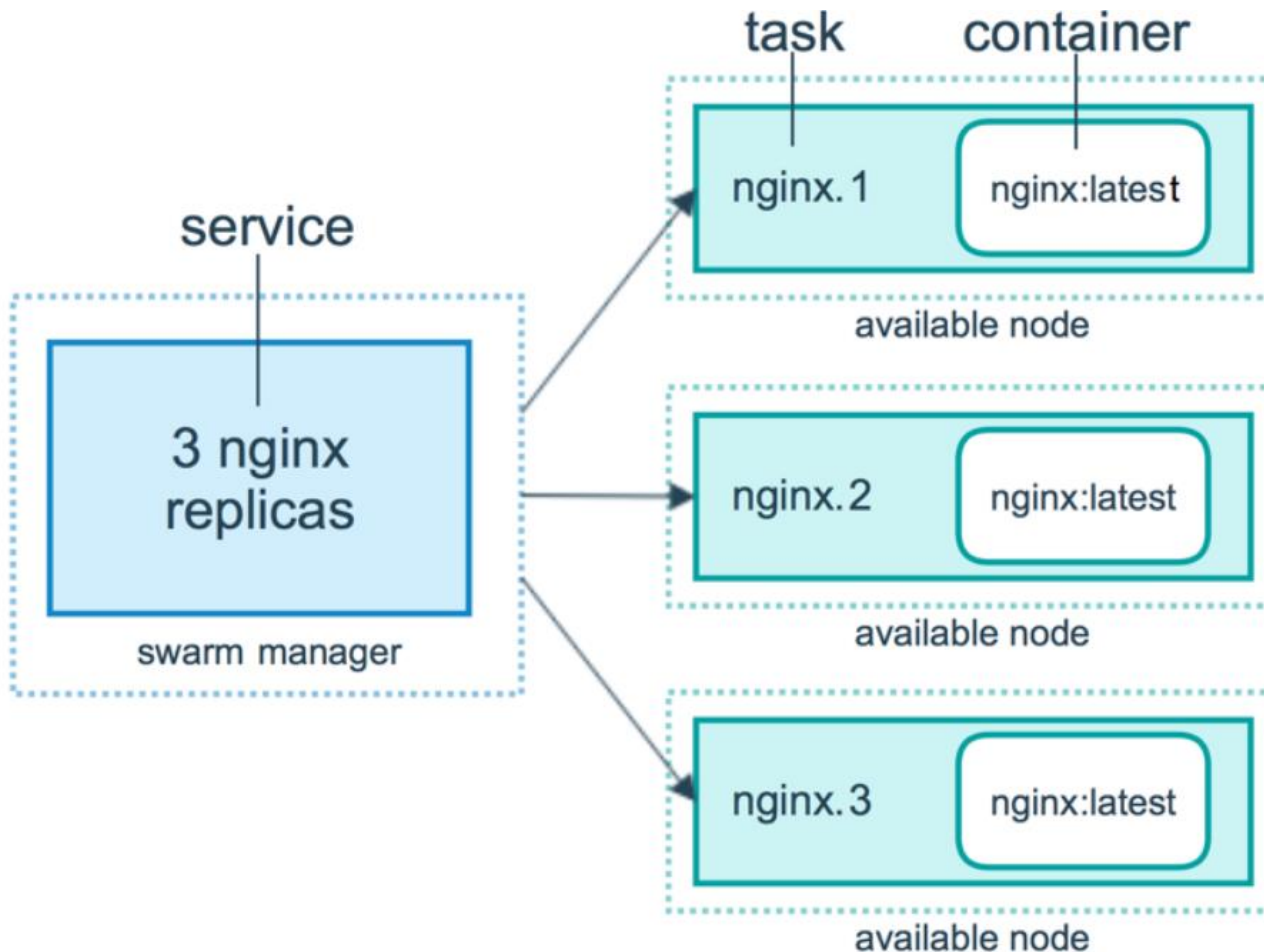 task
container
service
3 nginx
replicas
swarm manager
nginx.1
nginx:latest
available node
nginx.2
nginx:latest
available node
nginx.3
nginx:latest
available node